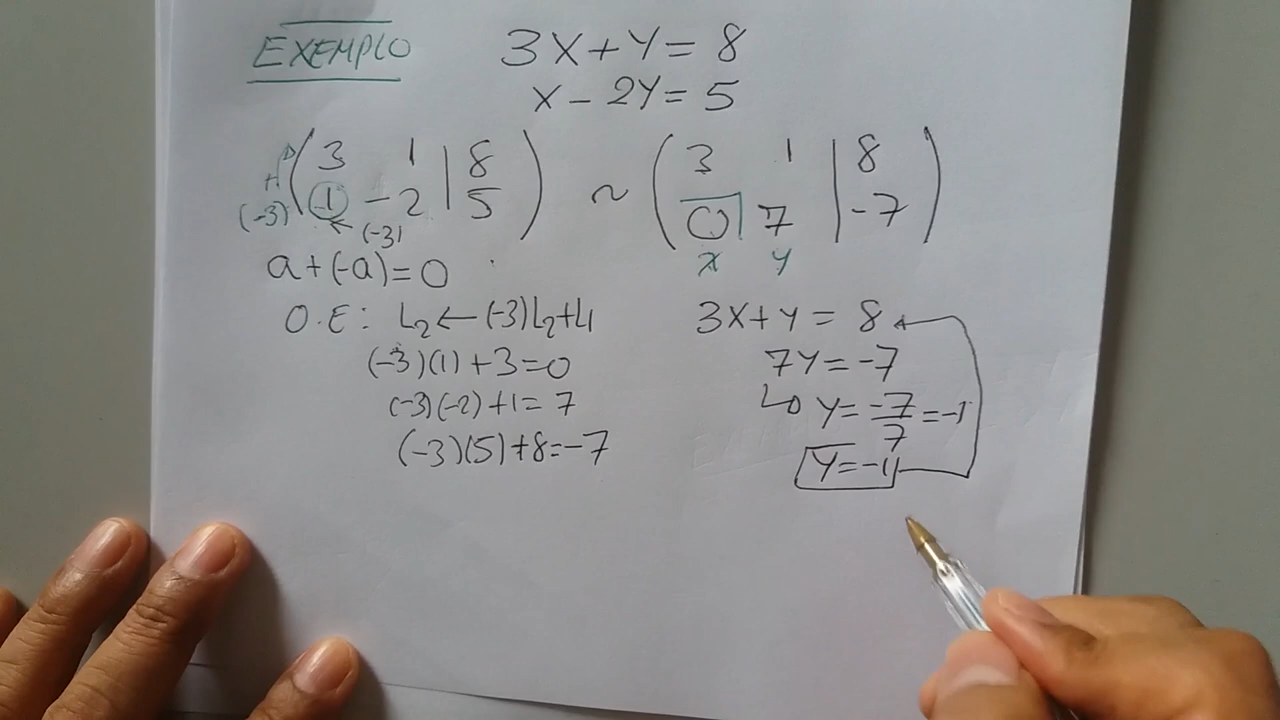 EXEMPLO
3X + Y = 8
X - 2Y = 5
( 3 1 | 8 )
(-3) ( 1 -2 | 5 )
(-3)
~
( 3 1 | 8 )
( 0 7 | -7 )
X Y
a + (-a) = 0
O.E: L2 ← (-3)L2 + L1
(-3)(1) + 3 = 0
(-3)(-2) + 1 = 7
(-3)(5) + 8 = -7
3X + Y = 8
7Y = -7
Y = -7/7 = -1
Y = -1